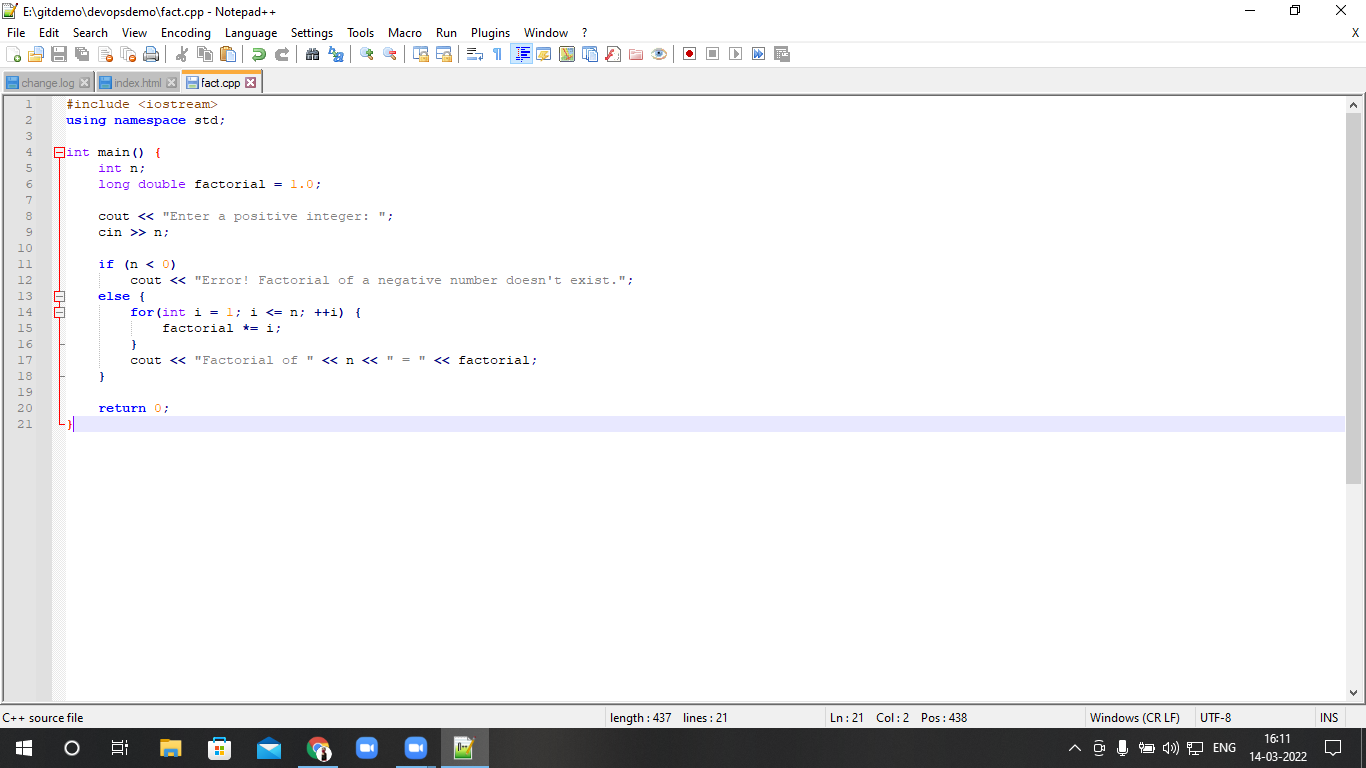 E:\gitdemo\devopsdemo\fact.cpp - Notepad++
File Edit Search View Encoding Language Settings Tools Macro Run Plugins Window ? X
change.log index.html fact.cpp
1 #include <iostream>
2 using namespace std;
3
4 int main() {
5     int n;
6     long double factorial = 1.0;
7
8     cout << "Enter a positive integer: ";
9     cin >> n;
10
11     if (n < 0)
12         cout << "Error! Factorial of a negative number doesn't exist.";
13     else {
14         for(int i = 1; i <= n; ++i) {
15             factorial *= i;
16         }
17         cout << "Factorial of " << n << " = " << factorial;
18     }
19
20     return 0;
21 }
C++ source file length : 437 lines : 21 Ln : 21 Col : 2 Pos : 438 Windows (CR LF) UTF-8 INS
ENG 16:11
14-03-2022